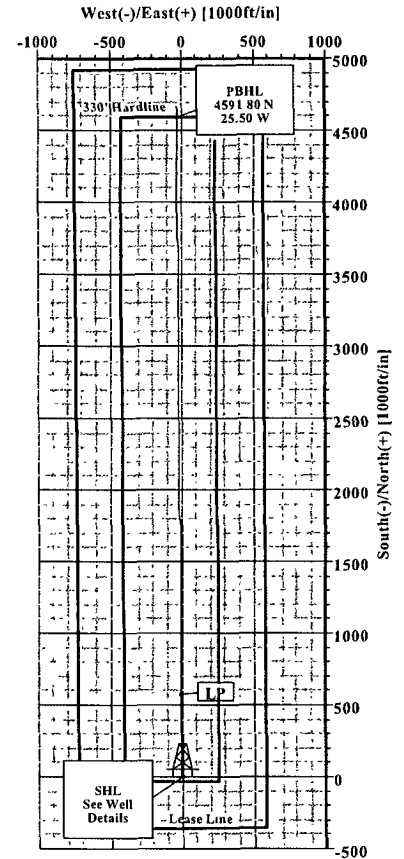 West(-)/East(+) [1000ft/in]
-1000 -500 0 500 1000
5000
330' Hardline
PBHL
4591 80 N
25.50 W
4500
4000
3500
3000
2500
2000
1500
1000
500
0
-500
South(-)/North(+) [1000ft/in]
LP
SHL
See Well
Details
Lease Line